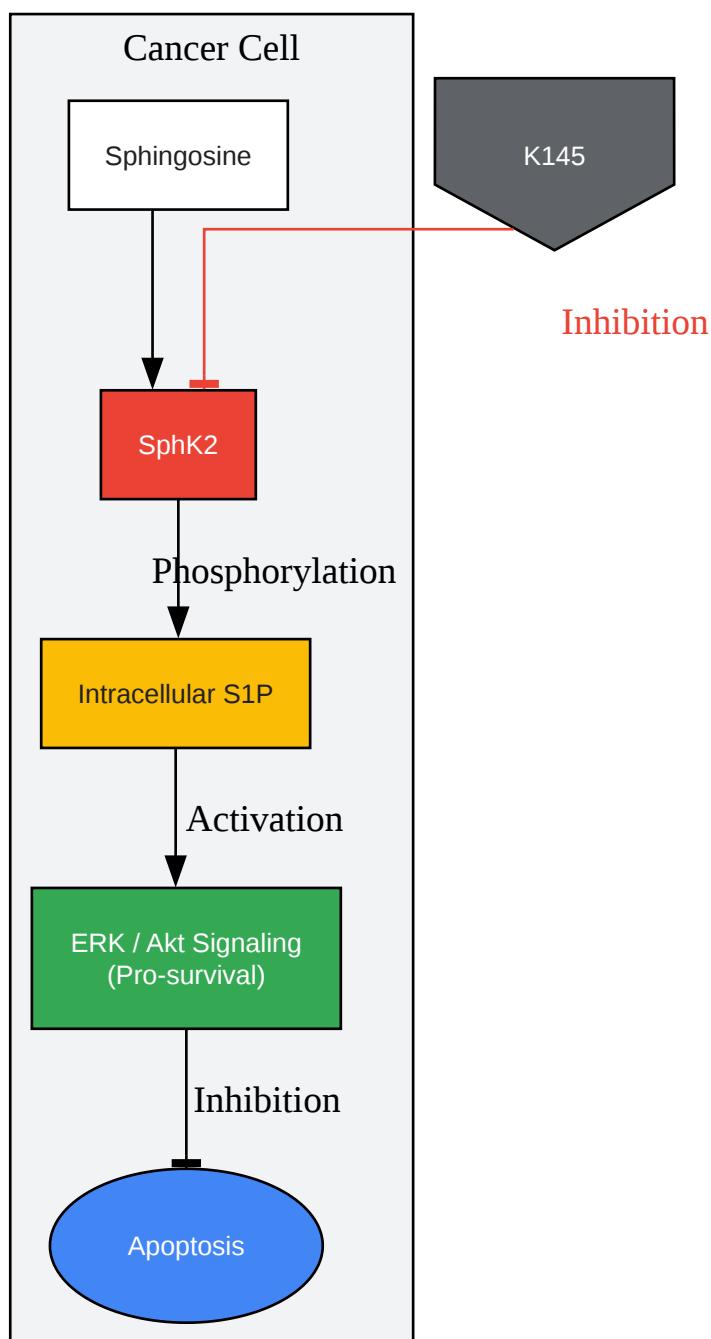 Cancer Cell
Sphingosine
K145
Inhibition
SphK2
Phosphorylation
Intracellular S1P
Activation
ERK / Akt Signaling
(Pro-survival)
Inhibition
Apoptosis